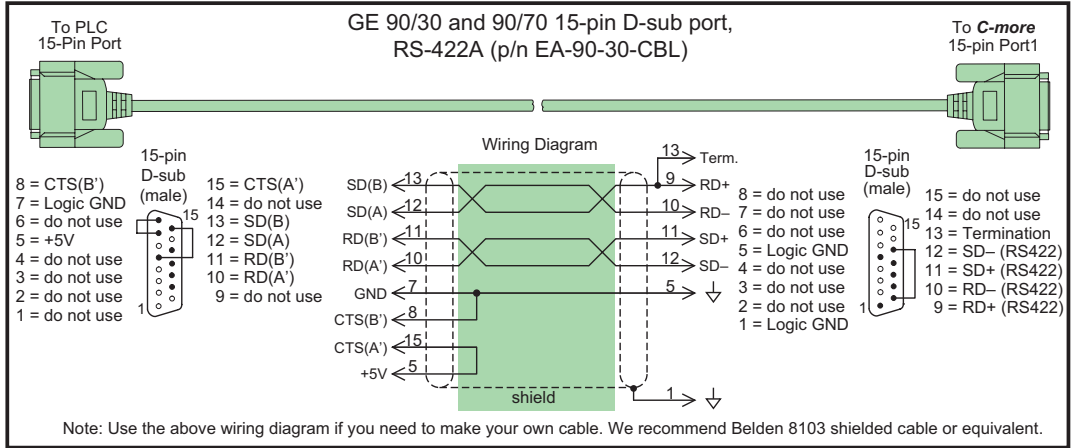 GE 90/30 and 90/70 15-pin D-sub port,
RS-422A (p/n EA-90-30-CBL)
To PLC
15-Pin Port
To C-more
15-pin Port1
Wiring Diagram
15-pin
D-sub
(male)
8 = CTS(B’)
7 = Logic GND
6 = do not use
5 = +5V
4 = do not use
3 = do not use
2 = do not use
1 = do not use
15
1
15 = CTS(A’)
14 = do not use
13 = SD(B)
12 = SD(A)
11 = RD(B’)
10 = RD(A’)
9 = do not use
SD(B) 13
SD(A) 12
RD(B’) 11
RD(A’) 10
GND 7
CTS(B’) 8
CTS(A’) 15
+5V 5
shield
13 Term.
9 RD+
10 RD–
11 SD+
12 SD–
5
1
8 = do not use
7 = do not use
6 = do not use
5 = Logic GND
4 = do not use
3 = do not use
2 = do not use
1 = Logic GND
15-pin
D-sub
(male)
15
1
15 = do not use
14 = do not use
13 = Termination
12 = SD– (RS422)
11 = SD+ (RS422)
10 = RD– (RS422)
9 = RD+ (RS422)
Note: Use the above wiring diagram if you need to make your own cable. We recommend Belden 8103 shielded cable or equivalent.